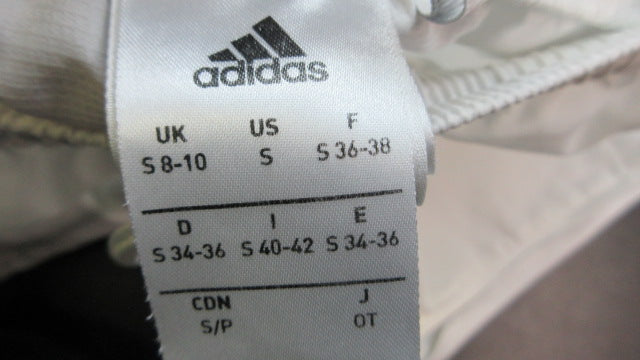 adidas
UK US F
S 8-10 S S 36-38
D I E
S 34-36 S 40-42 S 34-36
CDN J
S/P OT